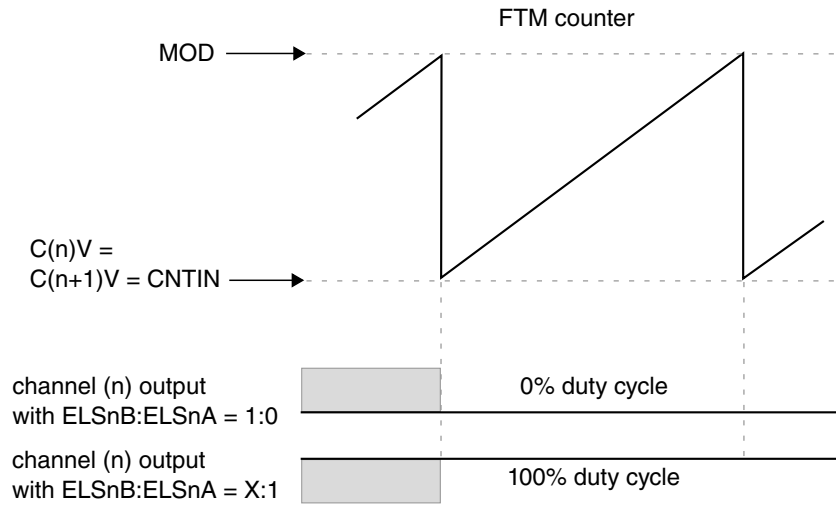 FTM counter
MOD
C(n)V =
C(n+1)V = CNTIN
channel (n) output
with ELSnB:ELSnA = 1:0
0% duty cycle
channel (n) output
with ELSnB:ELSnA = X:1
100% duty cycle